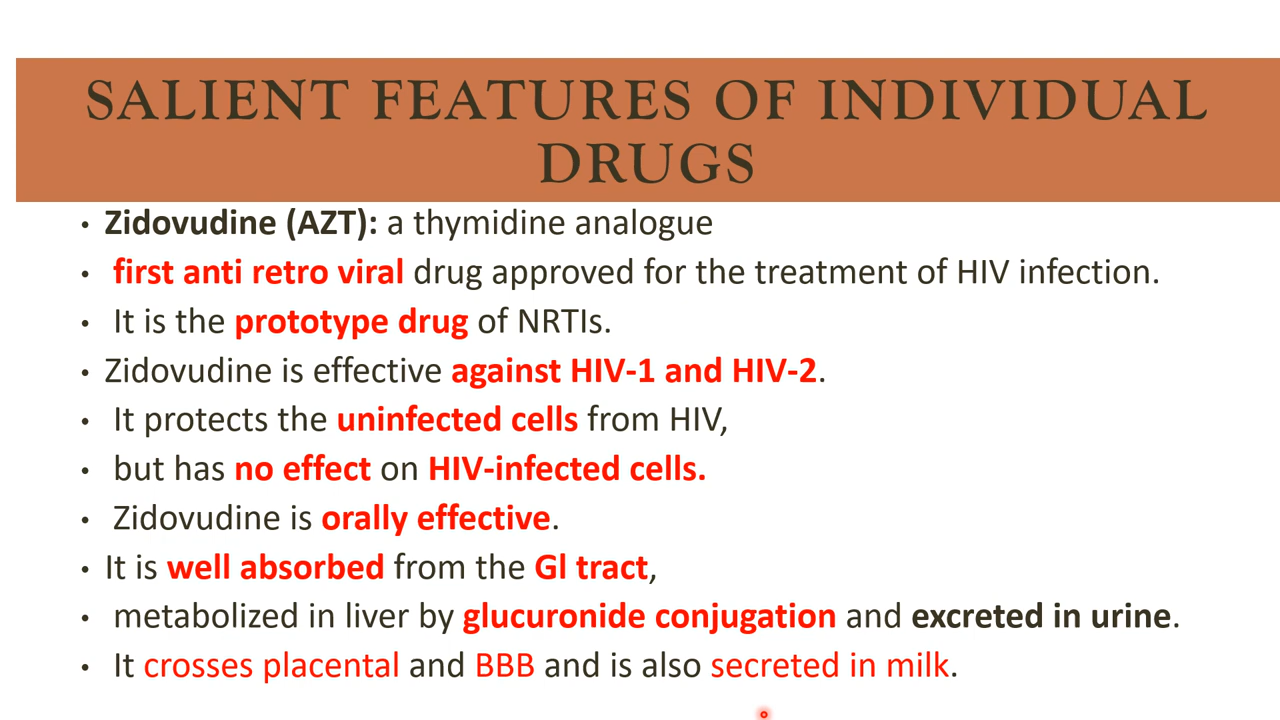 SALIENT FEATURES OF INDIVIDUAL
DRUGS
• Zidovudine (AZT): a thymidine analogue
• first anti retro viral drug approved for the treatment of HIV infection.
• It is the prototype drug of NRTIs.
• Zidovudine is effective against HIV-1 and HIV-2.
• It protects the uninfected cells from HIV,
• but has no effect on HIV-infected cells.
• Zidovudine is orally effective.
• It is well absorbed from the Gl tract,
• metabolized in liver by glucuronide conjugation and excreted in urine.
• It crosses placental and BBB and is also secreted in milk.